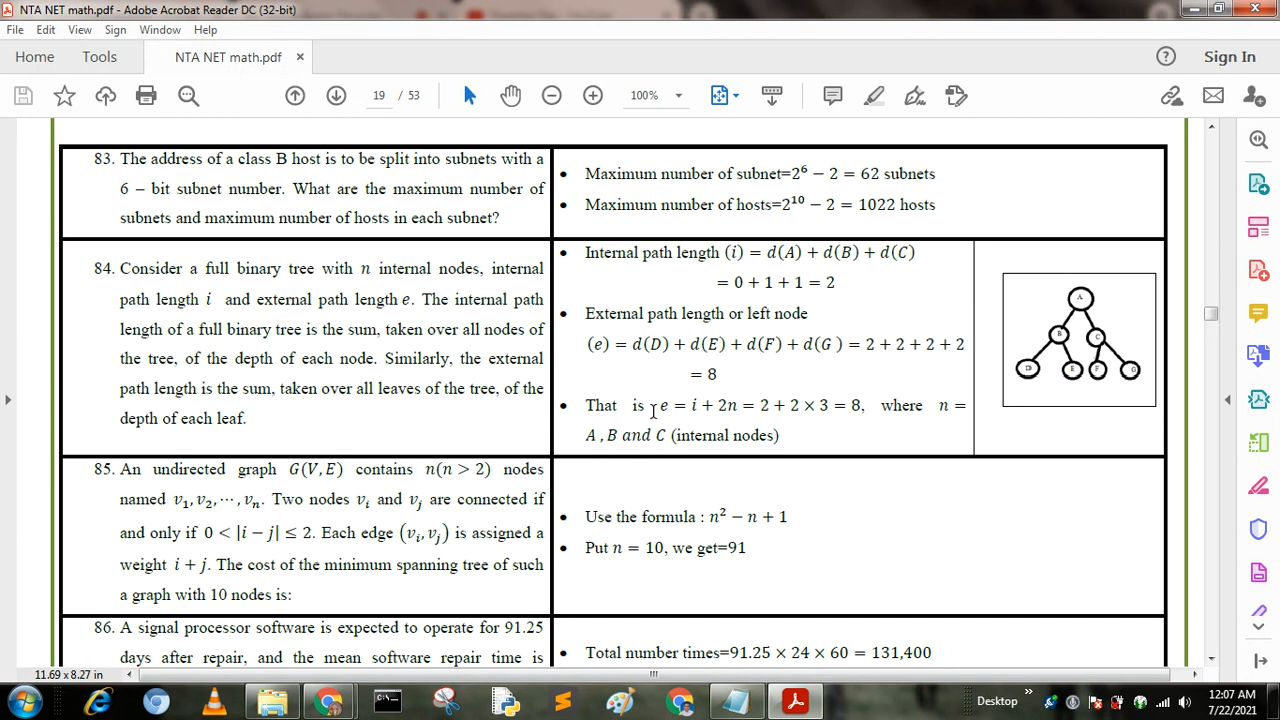 NTA NET math.pdf - Adobe Acrobat Reader DC (32-bit)
File Edit View Sign Window Help
Home Tools NTA NET math.pdf × Sign In
19 / 53 100%
83. The address of a class B host is to be split into subnets with a
6 – bit subnet number. What are the maximum number of
subnets and maximum number of hosts in each subnet?
• Maximum number of subnet=2⁶ − 2 = 62 subnets
• Maximum number of hosts=2¹⁰ − 2 = 1022 hosts
84. Consider a full binary tree with n internal nodes, internal
path length i and external path length e. The internal path
length of a full binary tree is the sum, taken over all nodes of
the tree, of the depth of each node. Similarly, the external
path length is the sum, taken over all leaves of the tree, of the
depth of each leaf.
• Internal path length (i) = d(A) + d(B) + d(C)
= 0 + 1 + 1 = 2
• External path length or left node
(e) = d(D) + d(E) + d(F) + d(G) = 2 + 2 + 2 + 2
= 8
• That is e = i + 2n = 2 + 2 × 3 = 8, where n =
A , B and C (internal nodes)
A
B C
D E F G
85. An undirected graph G(V, E) contains n(n > 2) nodes
named v₁, v₂, ⋯, vₙ. Two nodes vᵢ and vⱼ are connected if
and only if 0 < |i − j| ≤ 2. Each edge (vᵢ, vⱼ) is assigned a
weight i + j. The cost of the minimum spanning tree of such
a graph with 10 nodes is:
• Use the formula : n² − n + 1
• Put n = 10, we get=91
86. A signal processor software is expected to operate for 91.25
days after repair, and the mean software repair time is
• Total number times=91.25 × 24 × 60 = 131,400
11.69 x 8.27 in
Desktop » 12:07 AM
7/22/2021